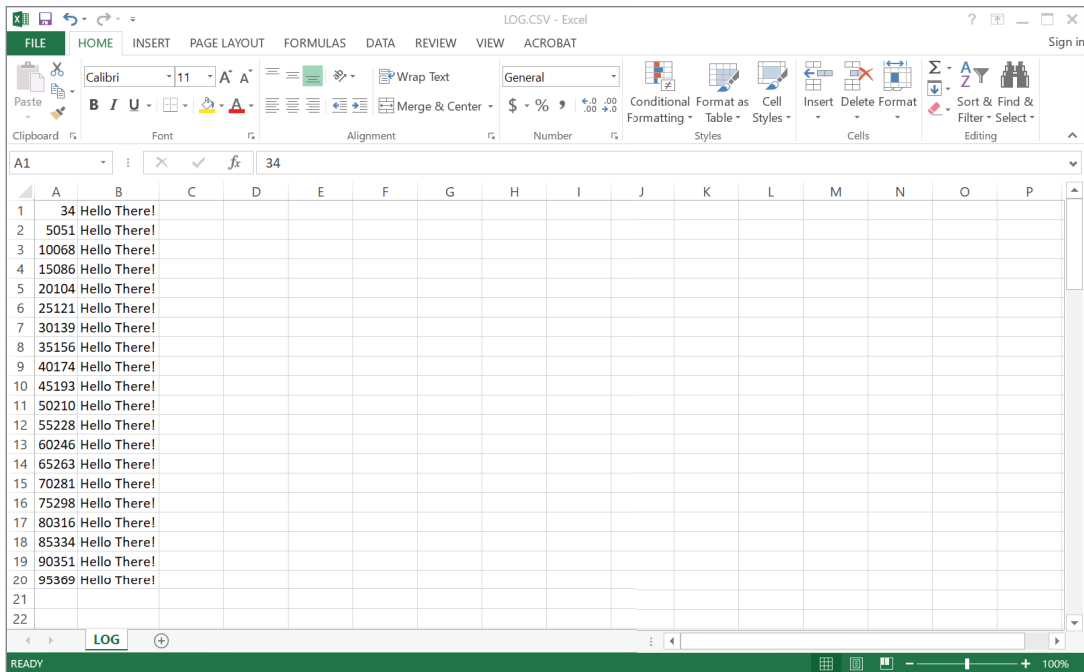 LOG.CSV - Excel
FILE HOME INSERT PAGE LAYOUT FORMULAS DATA REVIEW VIEW ACROBAT Sign in
Paste
Calibri 11
B I U
Wrap Text
Merge & Center
General
$ % ,
Conditional Formatting
Format as Table
Cell Styles
Insert Delete Format
Sort & Filter
Find & Select
Clipboard Font Alignment Number Styles Cells Editing
A1 fx 34
A B C D E F G H I J K L M N O P
1 34 Hello There!
2 5051 Hello There!
3 10068 Hello There!
4 15086 Hello There!
5 20104 Hello There!
6 25121 Hello There!
7 30139 Hello There!
8 35156 Hello There!
9 40174 Hello There!
10 45193 Hello There!
11 50210 Hello There!
12 55228 Hello There!
13 60246 Hello There!
14 65263 Hello There!
15 70281 Hello There!
16 75298 Hello There!
17 80316 Hello There!
18 85334 Hello There!
19 90351 Hello There!
20 95369 Hello There!
21
22
LOG
READY 100%